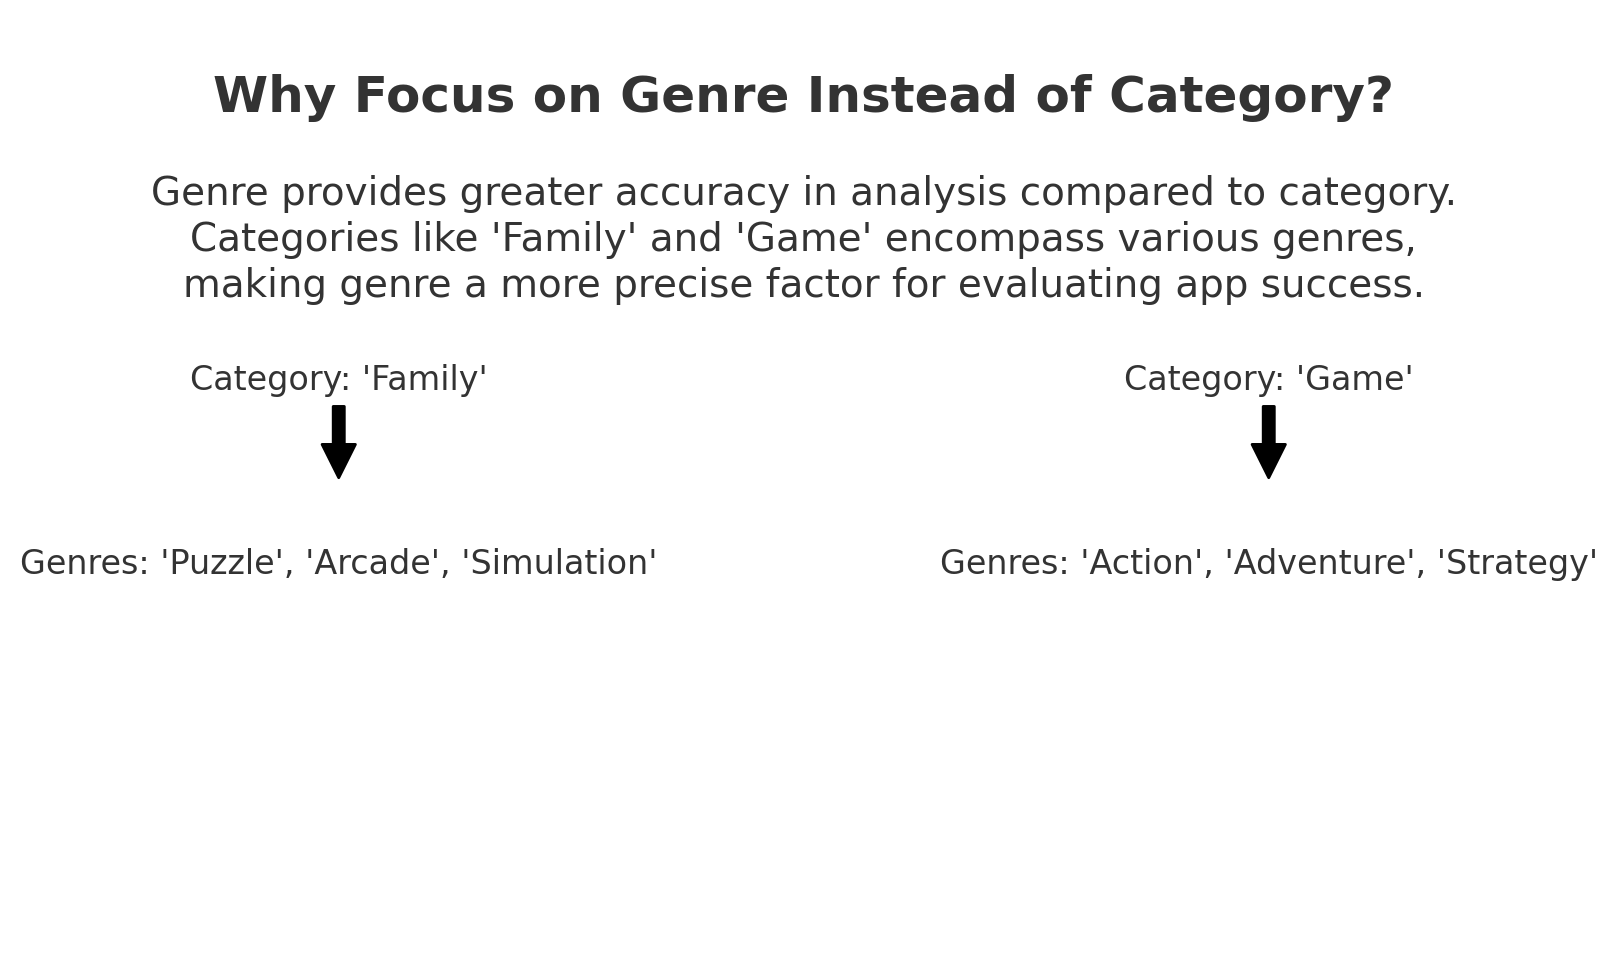 Why Focus on Genre Instead of Category?
Genre provides greater accuracy in analysis compared to category.
Categories like 'Family' and 'Game' encompass various genres,
making genre a more precise factor for evaluating app success.
Category: 'Family'
Category: 'Game'
Genres: 'Puzzle', 'Arcade', 'Simulation'
Genres: 'Action', 'Adventure', 'Strategy'